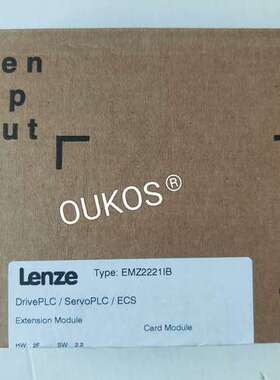 en
p
ut
OUKOS®
Lenze Type: EMZ2221IB
DrivePLC / ServoPLC / ECS
Extension Module Card Module
HW 2F SW 2.2